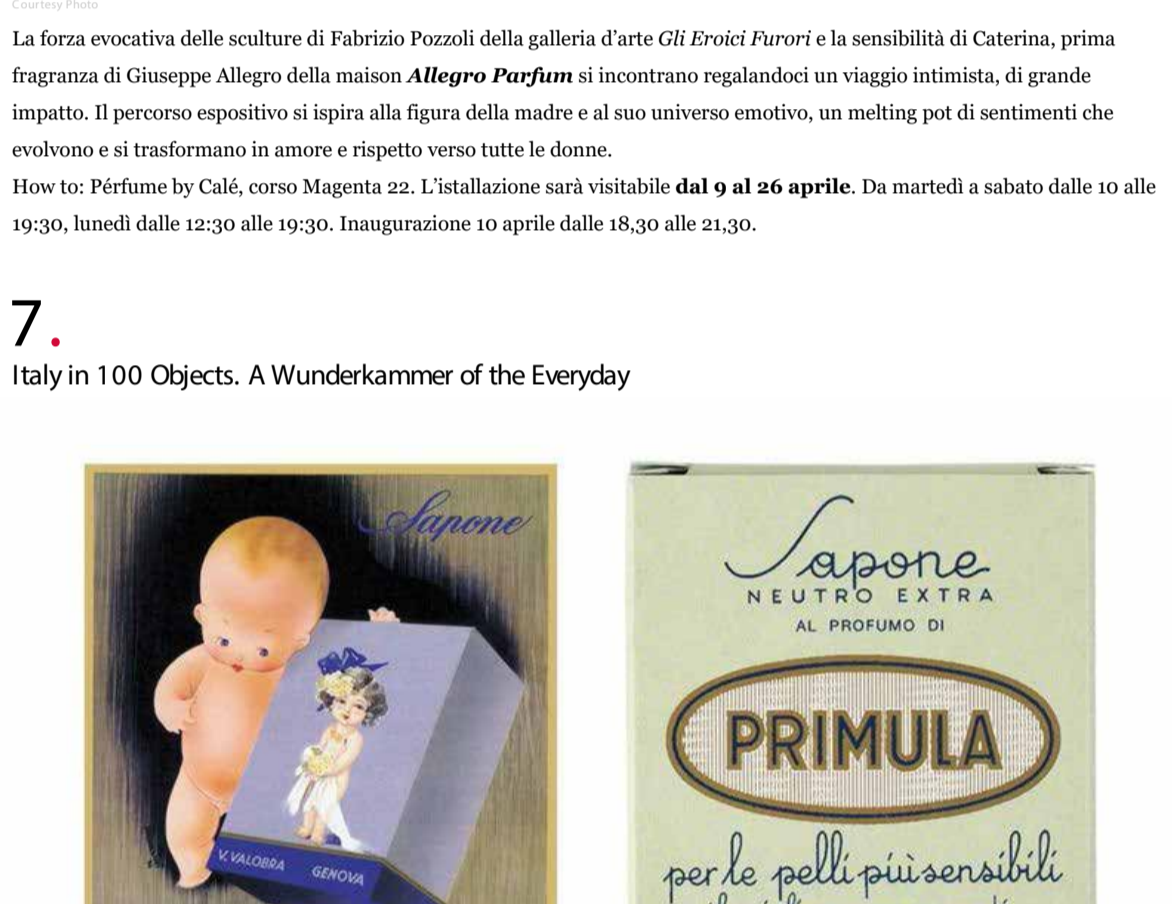 Courtesy Photo
La forza evocativa delle sculture di Fabrizio Pozzoli della galleria d’arte Gli Eroici Furori e la sensibilità di Caterina, prima
fragranza di Giuseppe Allegro della maison Allegro Parfum si incontrano regalandoci un viaggio intimista, di grande
impatto. Il percorso espositivo si ispira alla figura della madre e al suo universo emotivo, un melting pot di sentimenti che
evolvono e si trasformano in amore e rispetto verso tutte le donne.
How to: Pérfume by Calé, corso Magenta 22. L’istallazione sarà visitabile dal 9 al 26 aprile. Da martedì a sabato dalle 10 alle
19:30, lunedì dalle 12:30 alle 19:30. Inaugurazione 10 aprile dalle 18,30 alle 21,30.
7.
Italy in 100 Objects. A Wunderkammer of the Everyday
Sapone
V. VALOBRA GENOVA
Sapone
NEUTRO EXTRA
AL PROFUMO DI
PRIMULA
per le pelli più sensibili